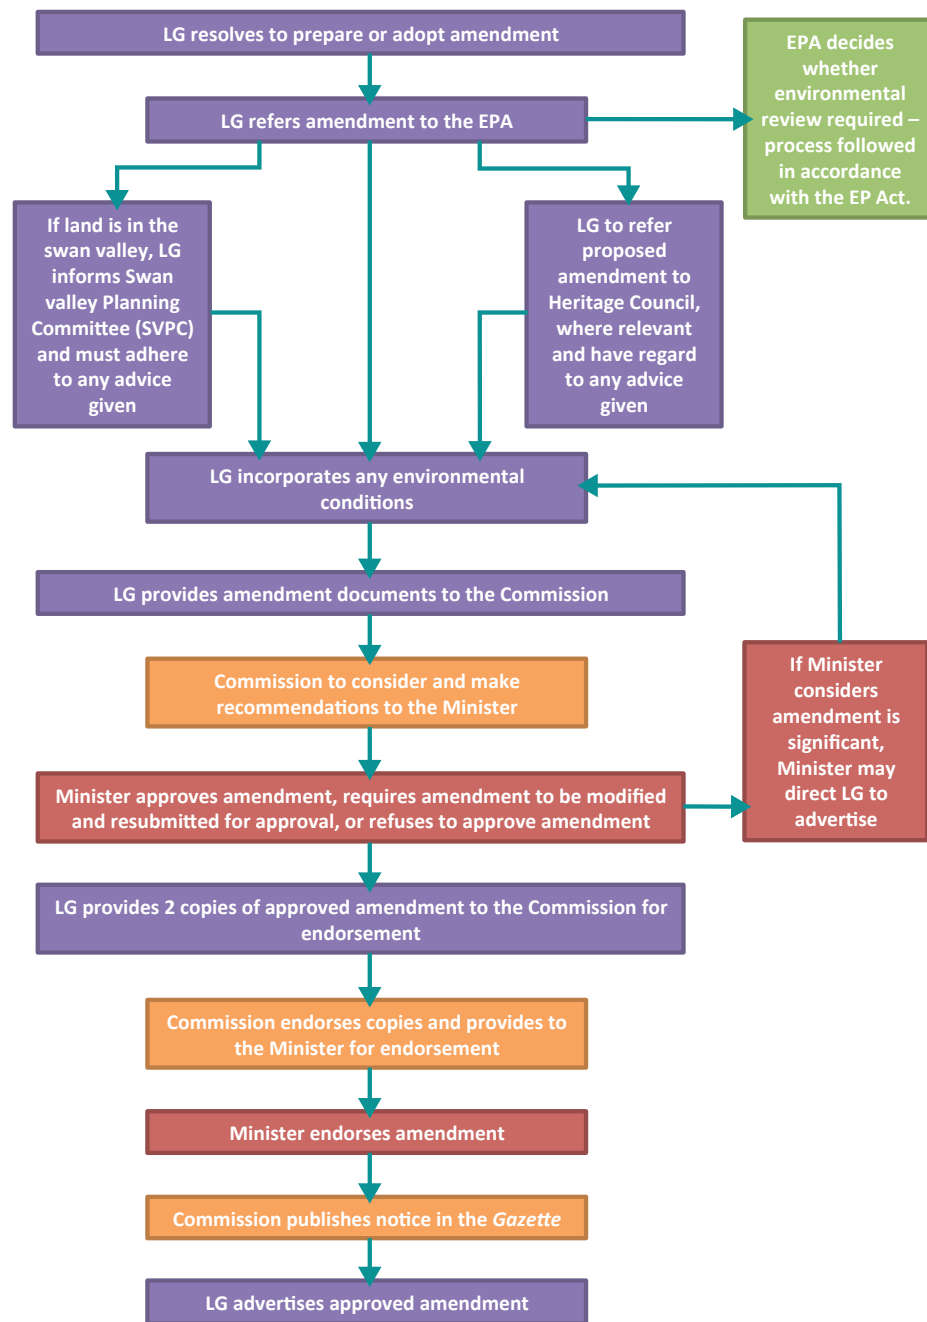 LG resolves to prepare or adopt amendment
EPA decides
whether
environmental
review required –
process followed
in accordance
with the EP Act.
LG refers amendment to the EPA
If land is in the
swan valley, LG
informs Swan
valley Planning
Committee (SVPC)
and must adhere
to any advice
given
LG to refer
proposed
amendment to
Heritage Council,
where relevant
and have regard
to any advice
given
LG incorporates any environmental
conditions
LG provides amendment documents to the Commission
Commission to consider and make
recommendations to the Minister
If Minister
considers
amendment is
significant,
Minister may
direct LG to
advertise
Minister approves amendment, requires amendment to be modified
and resubmitted for approval, or refuses to approve amendment
LG provides 2 copies of approved amendment to the Commission for
endorsement
Commission endorses copies and provides to
the Minister for endorsement
Minister endorses amendment
Commission publishes notice in the Gazette
LG advertises approved amendment